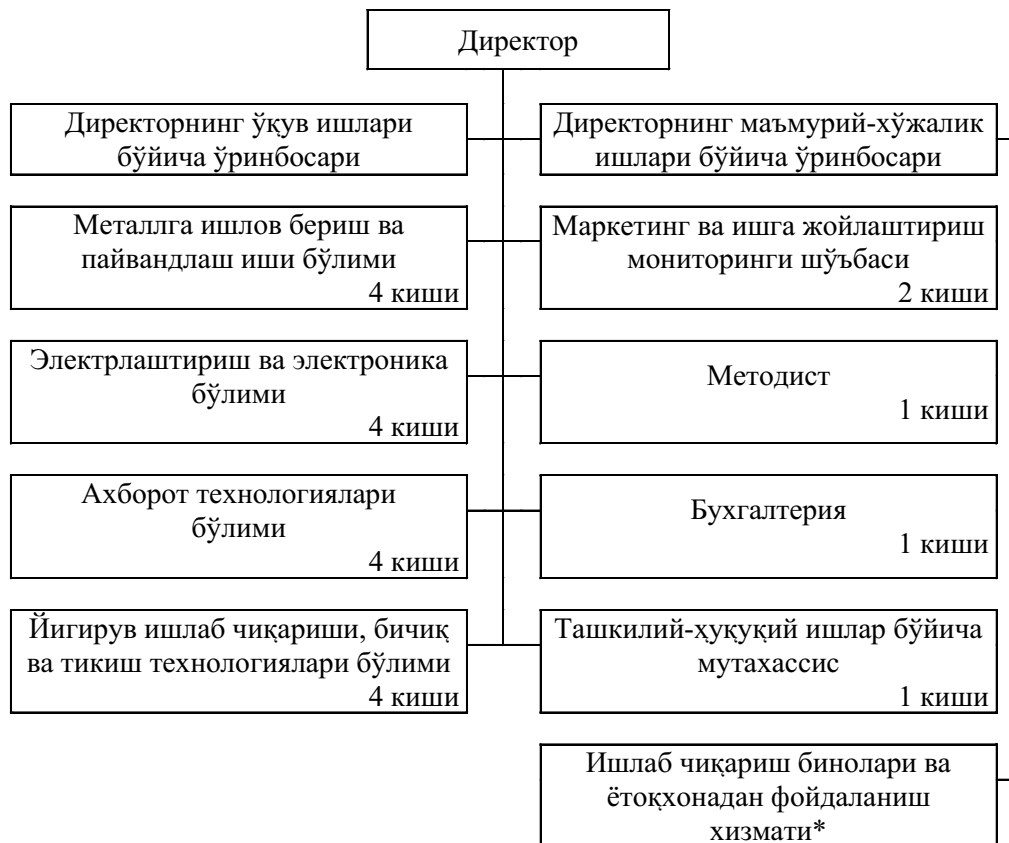 Директор
Директорнинг ўқув ишлари
бўйича ўринбосари
Директорнинг маъмурий-хўжалик
ишлари бўйича ўринбосари
Металлга ишлов бериш ва
пайвандлаш иши бўлими
4 киши
Маркетинг ва ишга жойлаштириш
мониторинги шўъбаси
2 киши
Электрлаштириш ва электроника
бўлими
4 киши
Методист
1 киши
Ахборот технологиялари
бўлими
4 киши
Бухгалтерия
1 киши
Йигирув ишлаб чиқариши, бичиқ
ва тикиш технологиялари бўлими
4 киши
Ташкилий-ҳуқуқий ишлар бўйича
мутахассис
1 киши
Ишлаб чиқариш бинолари ва
ётоқхонадан фойдаланиш
хизмати*